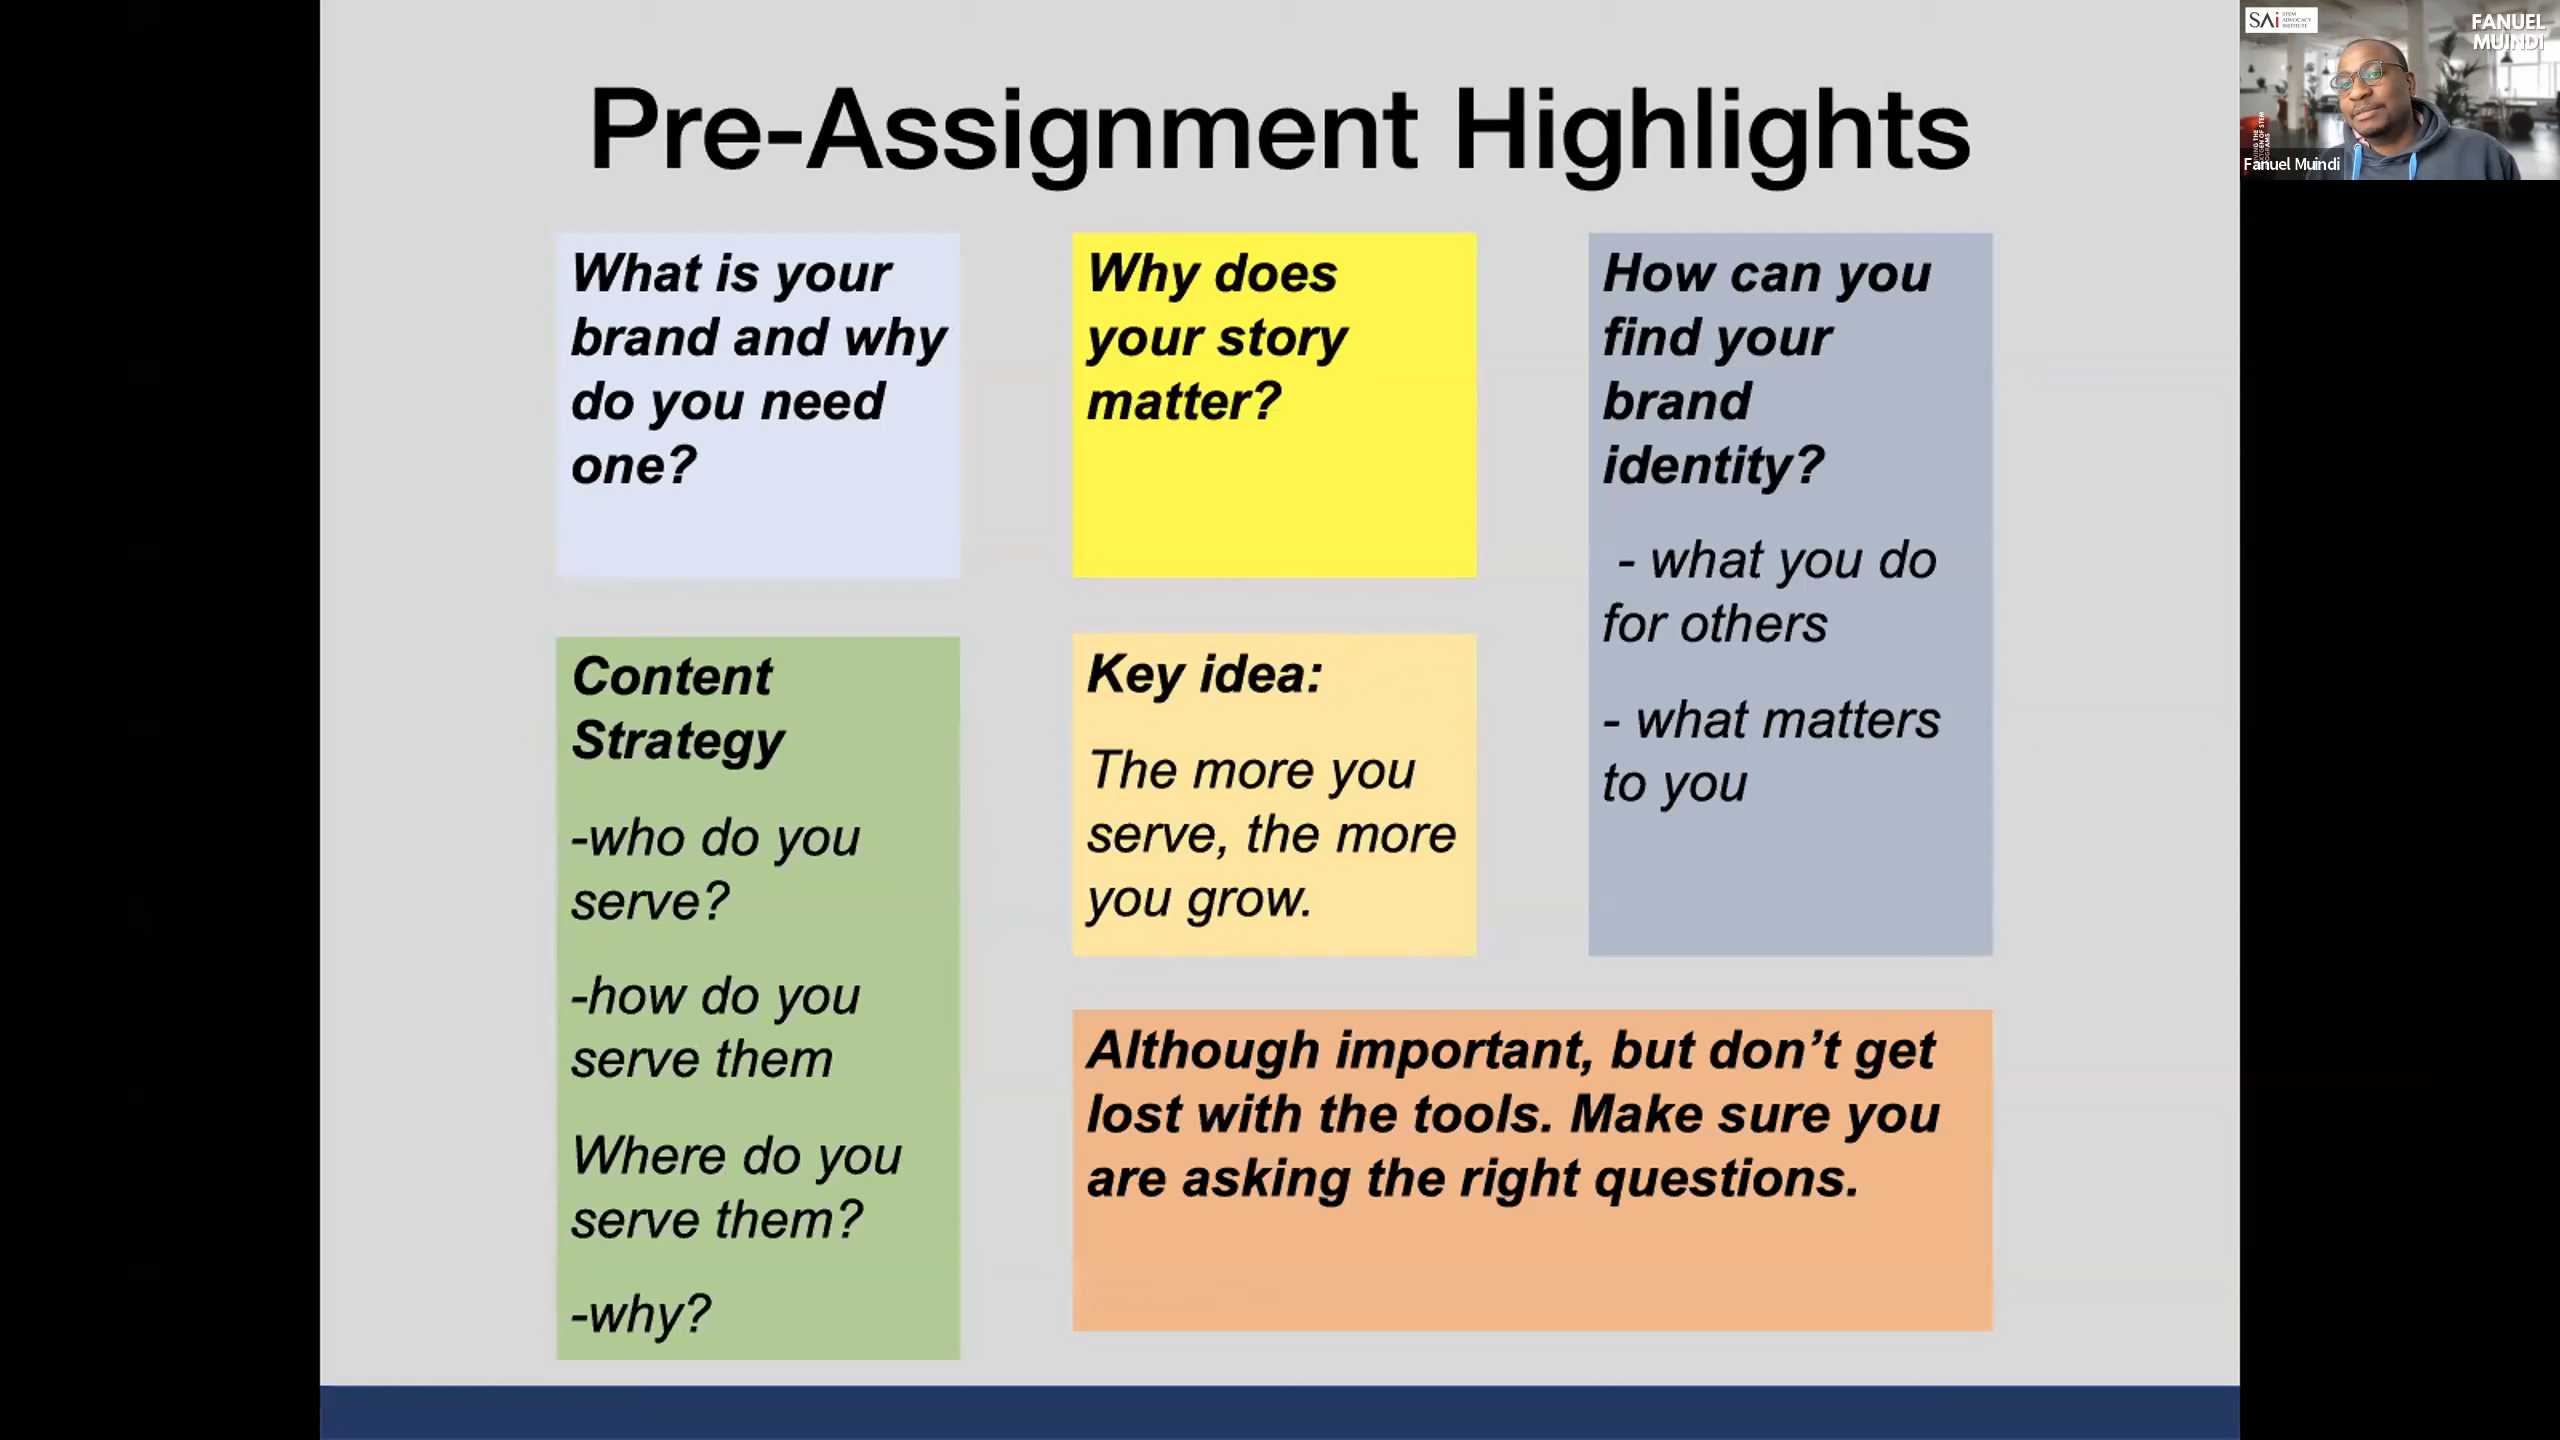 Pre-Assignment Highlights
What is your
brand and why
do you need
one?
Why does
your story
matter?
How can you
find your
brand
identity?
- what you do
for others
- what matters
to you
Content
Strategy
-who do you
serve?
-how do you
serve them
Where do you
serve them?
-why?
Key idea:
The more you
serve, the more
you grow.
Although important, but don’t get
lost with the tools. Make sure you
are asking the right questions.
SAi
STEM
ADVOCACY
INSTITUTE
FANUEL
MUINDI
Fanuel Muindi